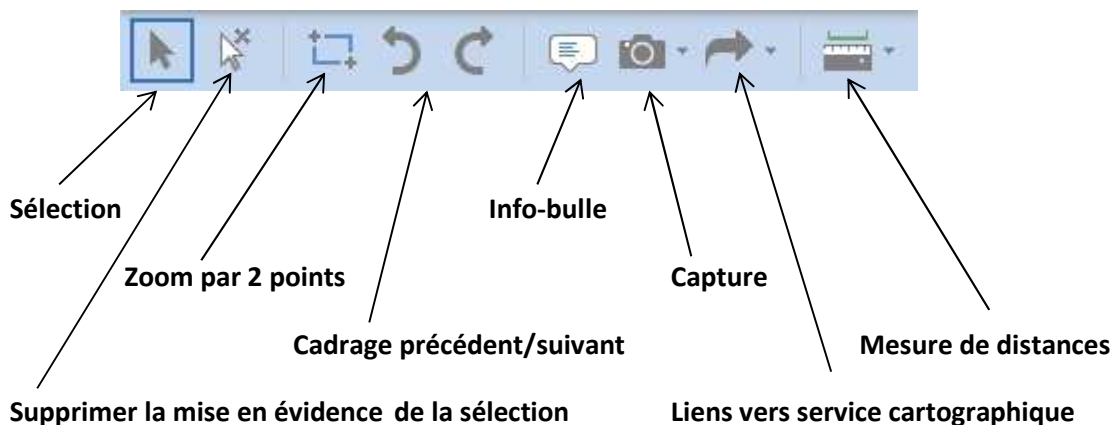 Sélection
Info-bulle
Zoom par 2 points
Capture
Cadrage précédent/suivant
Mesure de distances
Supprimer la mise en évidence de la sélection
Liens vers service cartographique